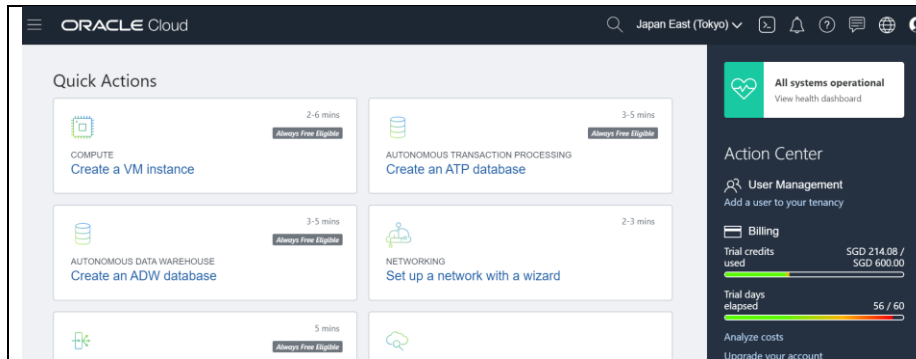 ORACLE Cloud
Japan East (Tokyo)
Quick Actions
2-6 mins
Always Free Eligible
COMPUTE
Create a VM instance
3-5 mins
Always Free Eligible
AUTONOMOUS TRANSACTION PROCESSING
Create an ATP database
3-5 mins
Always Free Eligible
AUTONOMOUS DATA WAREHOUSE
Create an ADW database
2-3 mins
NETWORKING
Set up a network with a wizard
5 mins
Always Free Eligible
All systems operational
View health dashboard
Action Center
User Management
Add a user to your tenancy
Billing
Trial credits
used
SGD 214.08 /
SGD 600.00
Trial days
elapsed
56 / 60
Analyze costs
Upgrade your account